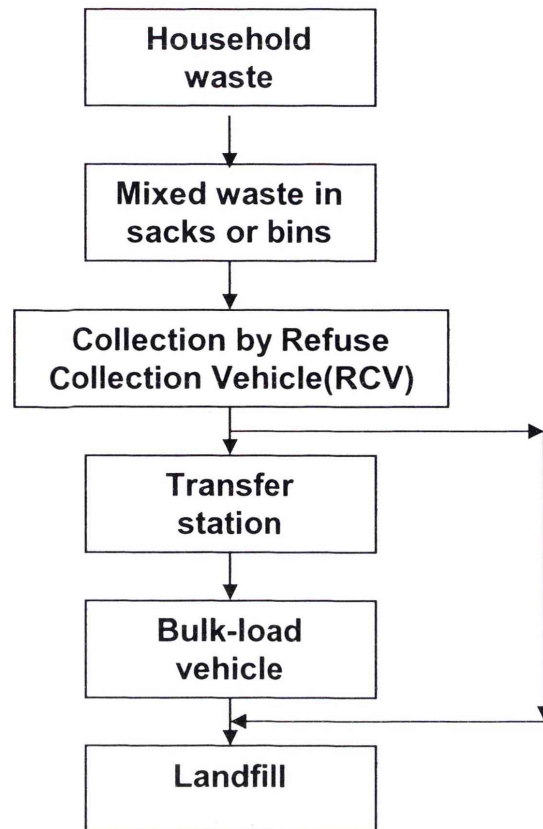 Household
waste
Mixed waste in
sacks or bins
Collection by Refuse
Collection Vehicle(RCV)
Transfer
station
Bulk-load
vehicle
Landfill